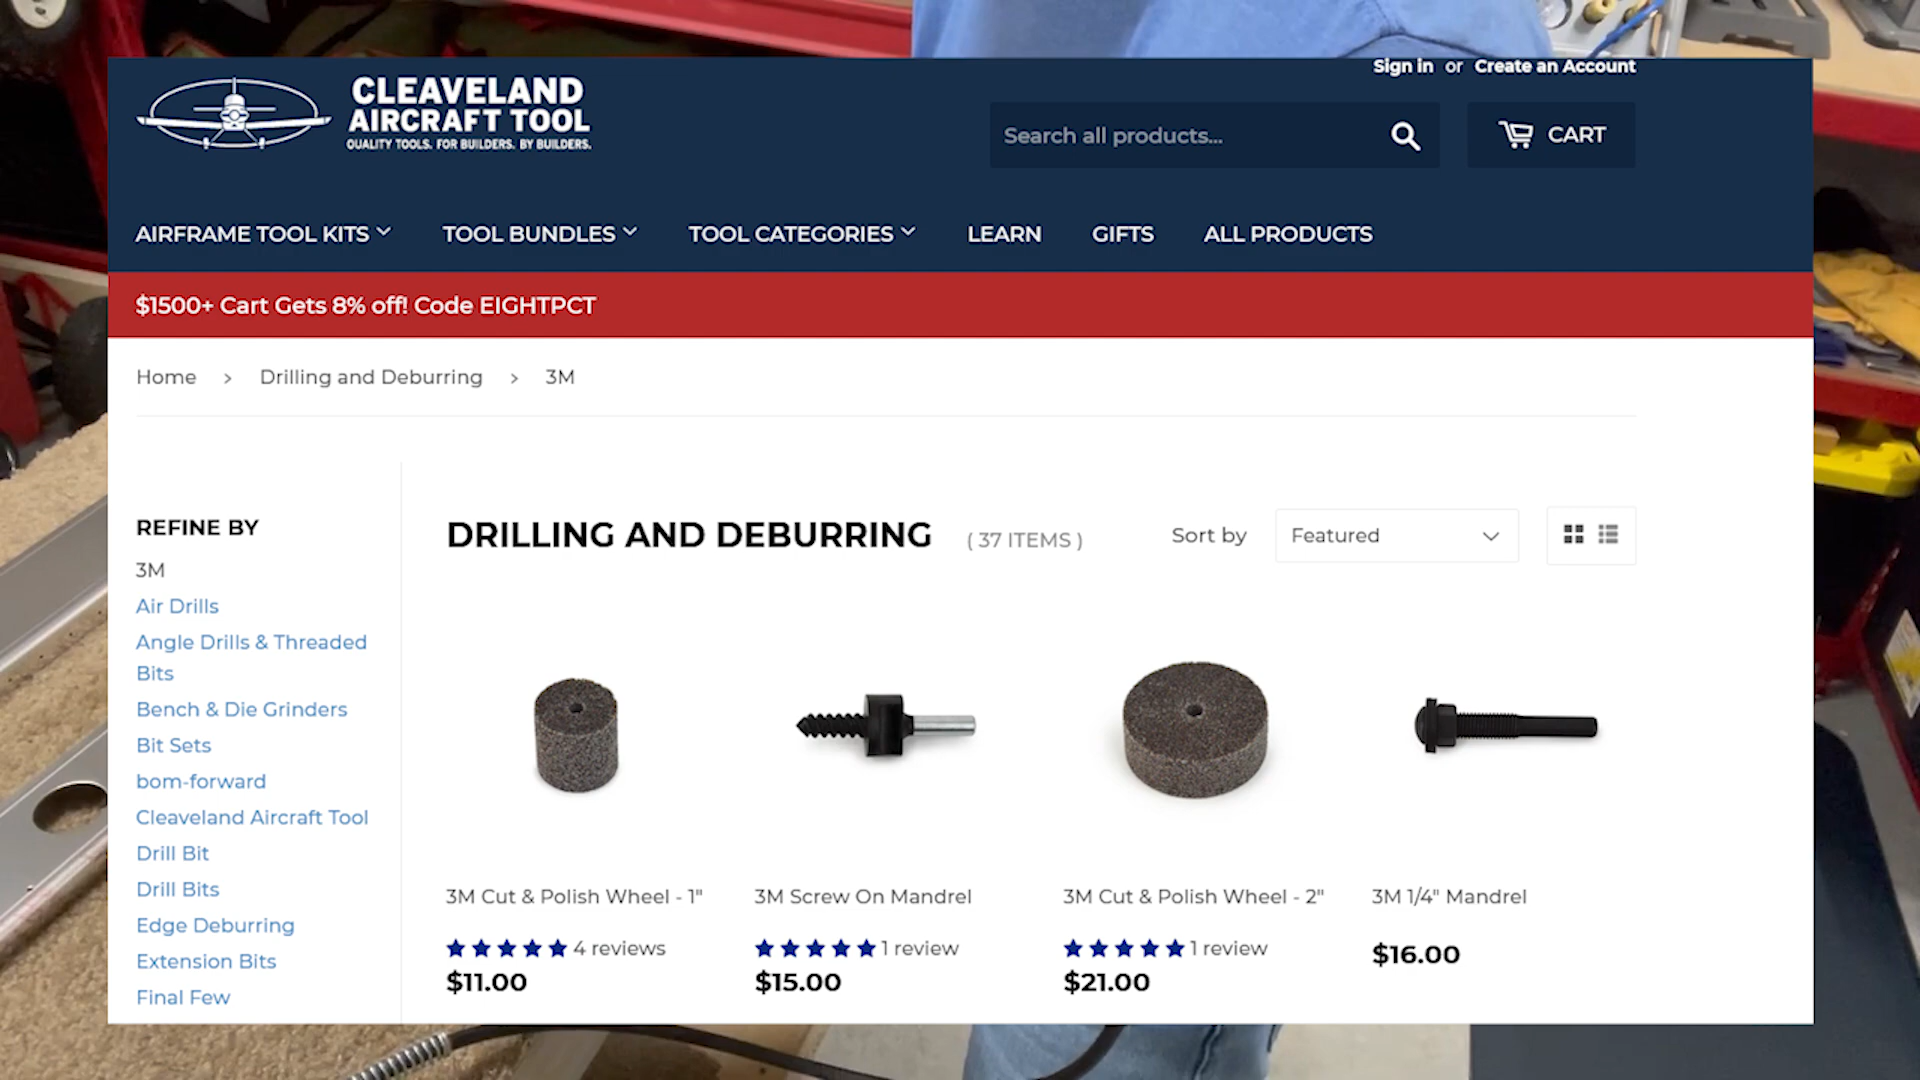 Sign in or Create an Account
CLEAVELAND
AIRCRAFT TOOL
QUALITY TOOLS. FOR BUILDERS. BY BUILDERS.
Search all products...
CART
AIRFRAME TOOL KITS
TOOL BUNDLES
TOOL CATEGORIES
LEARN
GIFTS
ALL PRODUCTS
$1500+ Cart Gets 8% off! Code EIGHTPCT
Home > Drilling and Deburring > 3M
REFINE BY
3M
Air Drills
Angle Drills & Threaded
Bits
Bench & Die Grinders
Bit Sets
bom-forward
Cleaveland Aircraft Tool
Drill Bit
Drill Bits
Edge Deburring
Extension Bits
Final Few
DRILLING AND DEBURRING ( 37 ITEMS )
Sort by
Featured
3M Cut & Polish Wheel - 1"
4 reviews
$11.00
3M Screw On Mandrel
1 review
$15.00
3M Cut & Polish Wheel - 2"
1 review
$21.00
3M 1/4" Mandrel
$16.00